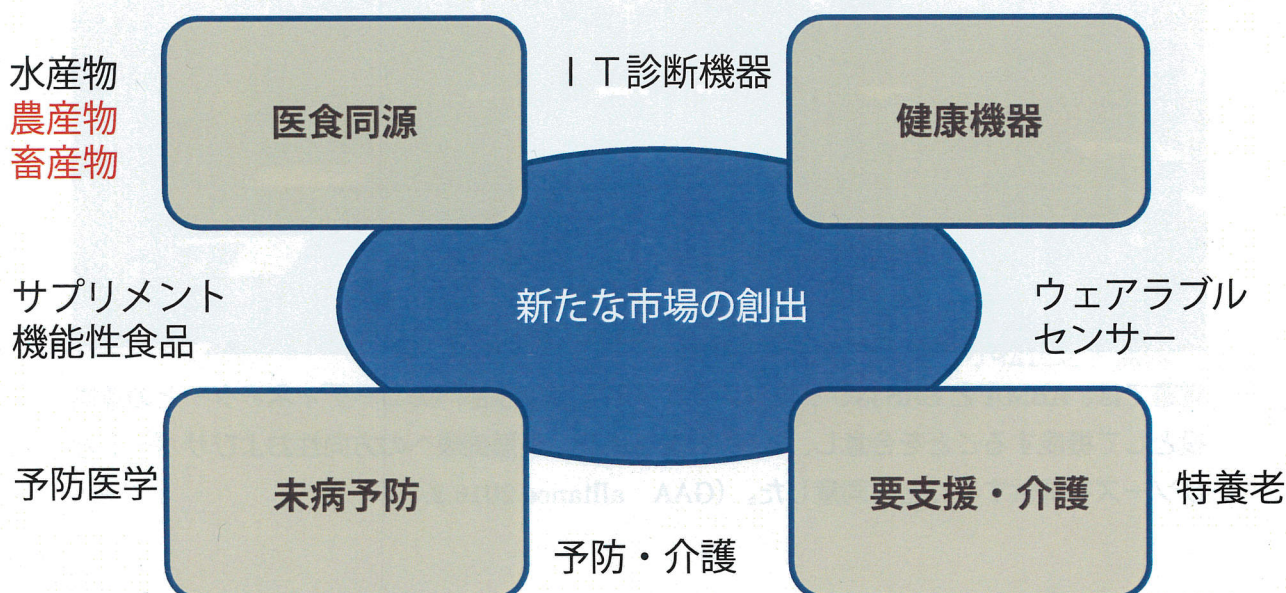 水産物
農産物
畜産物
医食同源
IT診断機器
健康機器
サプリメント
機能性食品
新たな市場の創出
ウェアラブル
センサー
予防医学
未病予防
予防・介護
要支援・介護
特養老